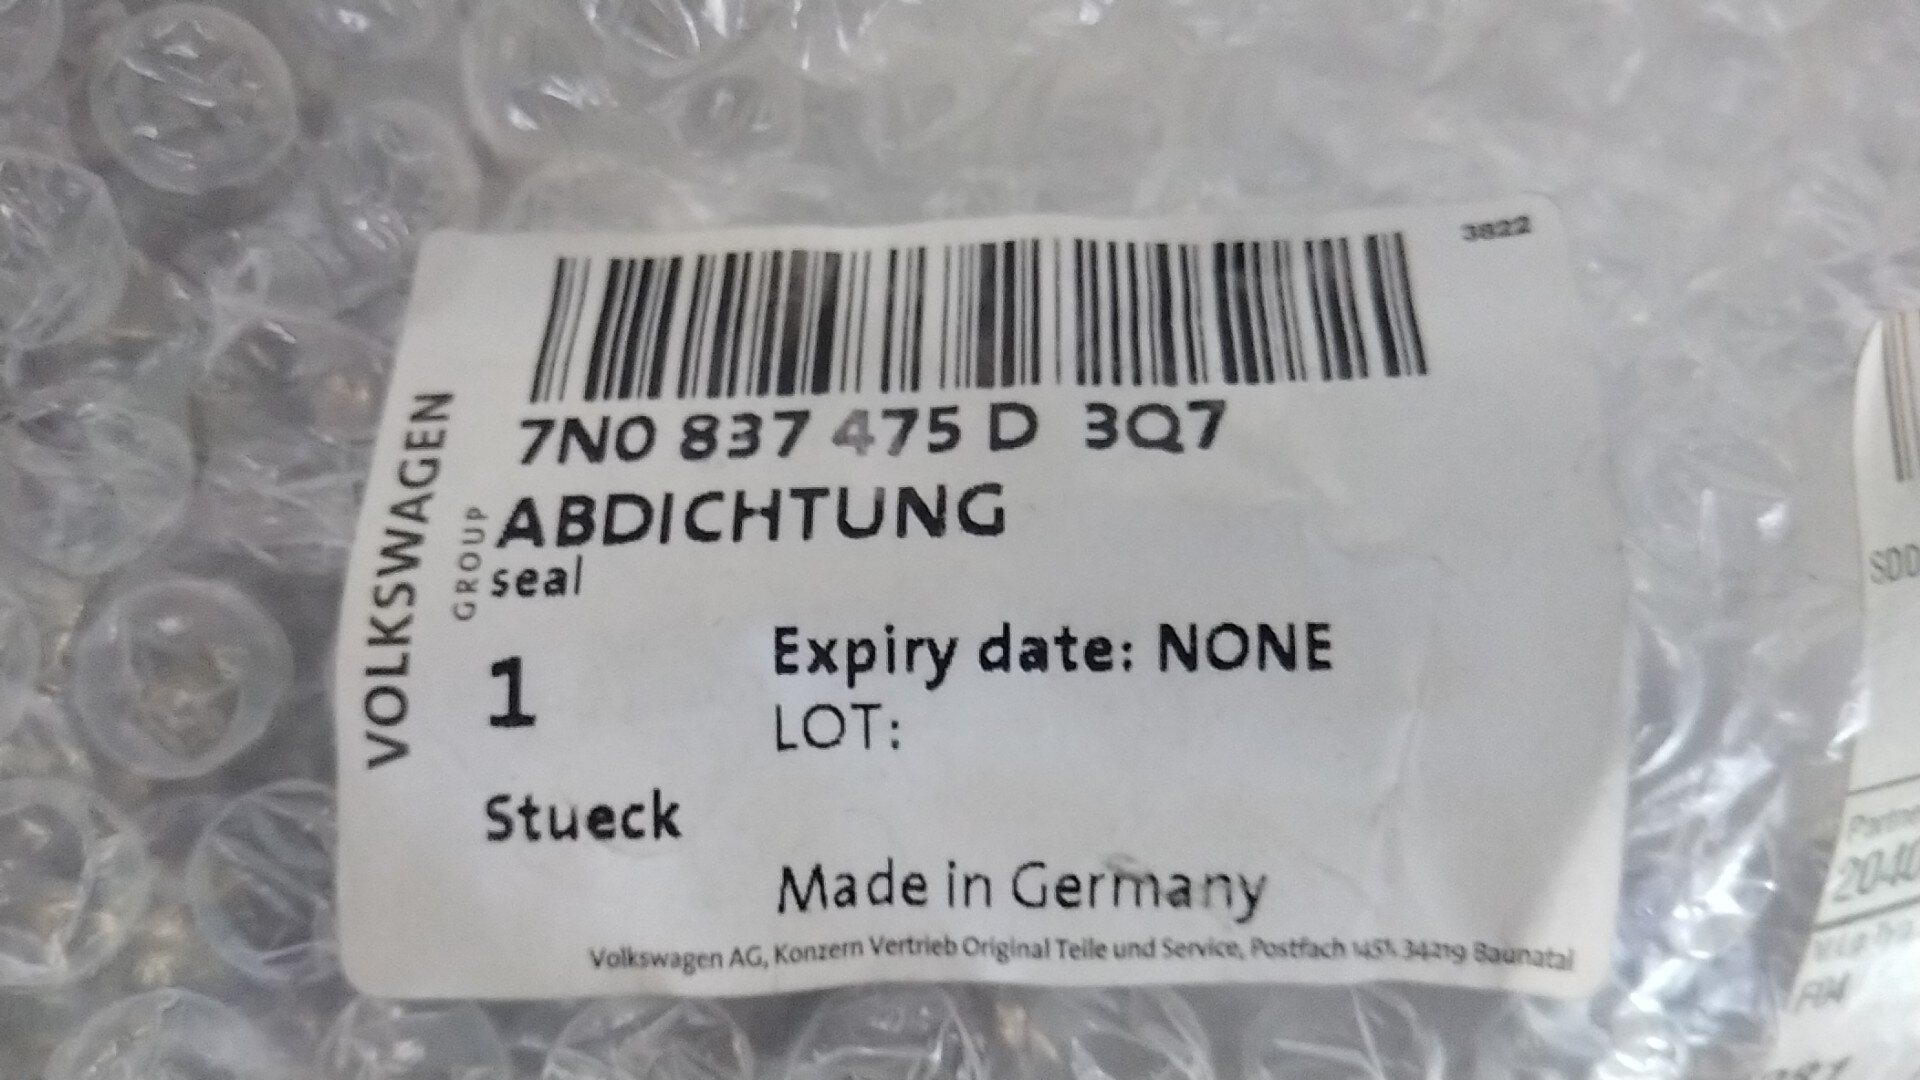 3822
7N0 837 475 D 3Q7
ABDICHTUNG
seal
VOLKSWAGEN
GROUP
1
Expiry date: NONE
LOT:
Stueck
Made in Germany
Volkswagen AG, Konzern Vertrieb Original Teile und Service, Postfach 34219 Baunatal